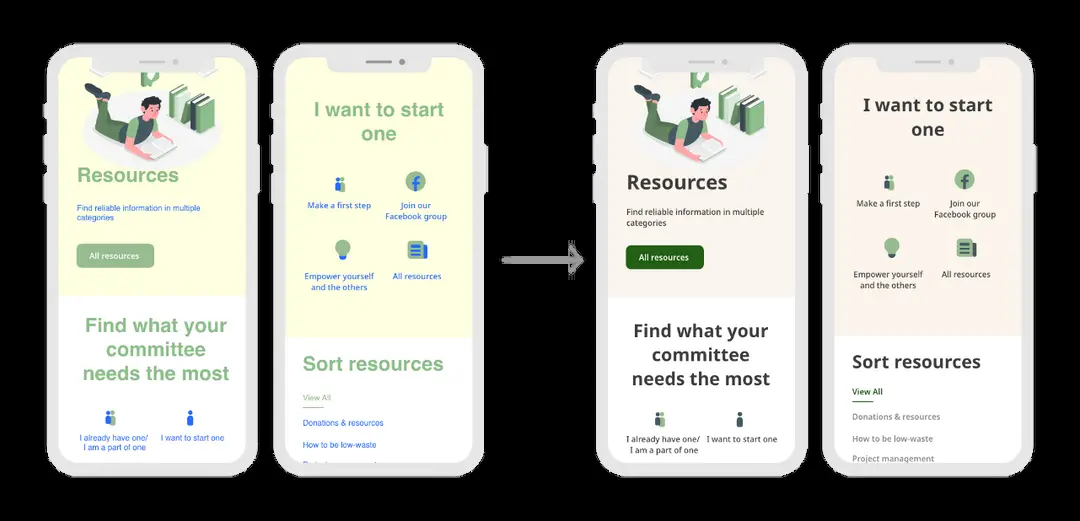 Resources
Find reliable information in multiple
categories
All resources
Find what your
committee
needs the most
I already have one/
I am a part of one
I want to start one
I want to start
one
Make a first step
Join our
Facebook group
Empower yourself
and the others
All resources
Sort resources
View All
Donations & resources
How to be low-waste
Resources
Find reliable information in multiple
categories
All resources
Find what your
committee
needs the most
I already have one/
I am a part of one
I want to start one
I want to start
one
Make a first step
Join our
Facebook group
Empower yourself
and the others
All resources
Sort resources
View All
Donations & resources
How to be low-waste
Project management